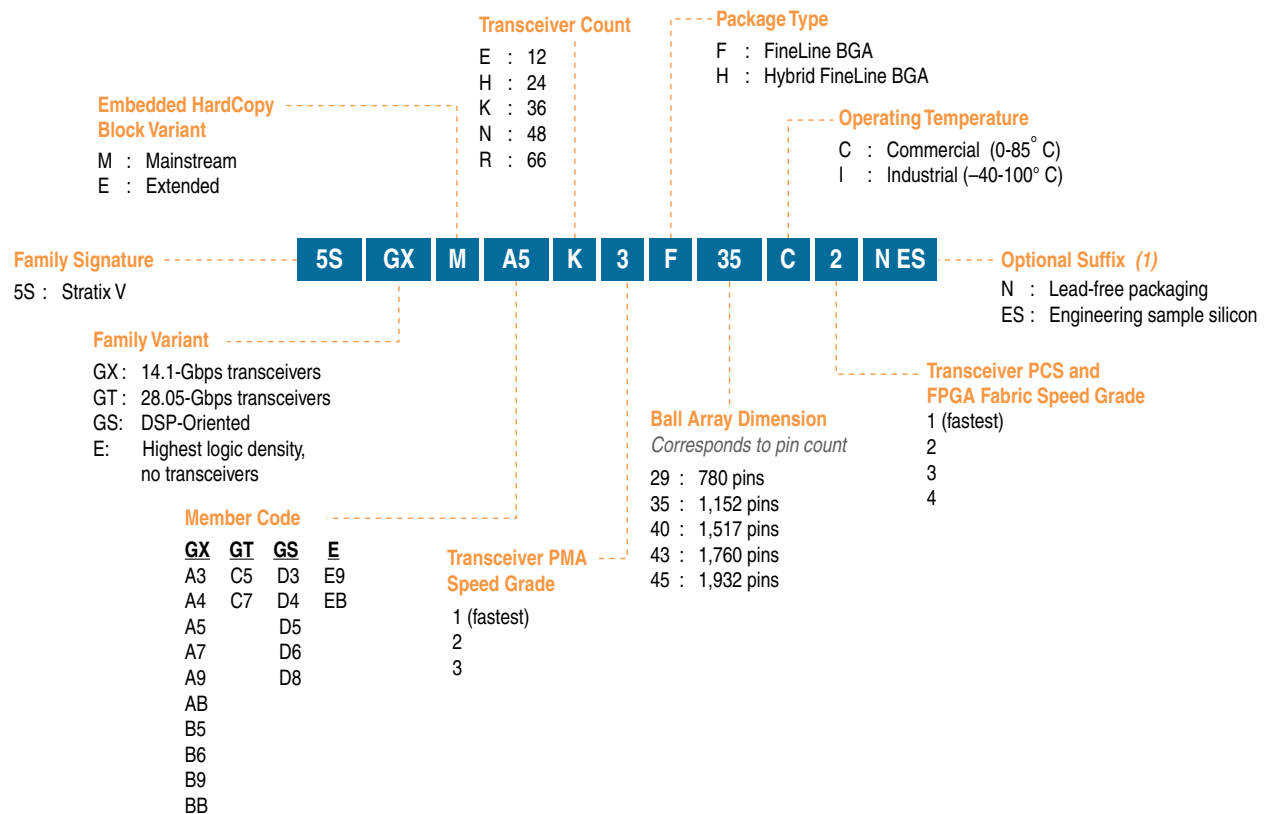 Transceiver Count
E : 12
H : 24
K : 36
N : 48
R : 66
Package Type
F : FineLine BGA
H : Hybrid FineLine BGA
Embedded HardCopy
Block Variant
M : Mainstream
E : Extended
Operating Temperature
C : Commercial (0-85° C)
I : Industrial (–40-100° C)
5S GX M A5 K 3 F 35 C 2 N ES
Family Signature
5S : Stratix V
Optional Suffix (1)
N : Lead-free packaging
ES : Engineering sample silicon
Family Variant
GX : 14.1-Gbps transceivers
GT : 28.05-Gbps transceivers
GS: DSP-Oriented
E: Highest logic density,
no transceivers
Member Code
GX GT GS E
A3 C5 D3 E9
A4 C7 D4 EB
A5 D5
A7 D6
A9 D8
AB
B5
B6
B9
BB
Transceiver PMA
Speed Grade
1 (fastest)
2
3
Ball Array Dimension
Corresponds to pin count
29 : 780 pins
35 : 1,152 pins
40 : 1,517 pins
43 : 1,760 pins
45 : 1,932 pins
Transceiver PCS and
FPGA Fabric Speed Grade
1 (fastest)
2
3
4